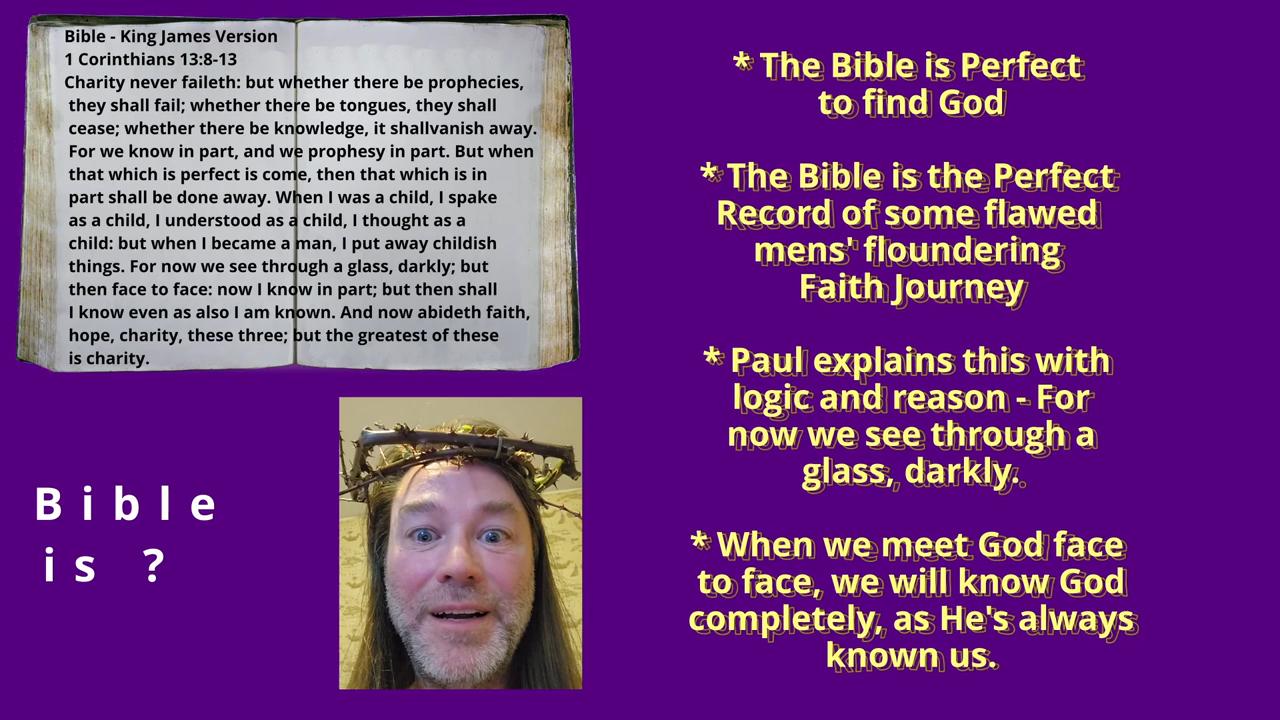 Bible - King James Version
1 Corinthians 13:8-13
Charity never faileth: but whether there be prophecies,
they shall fail; whether there be tongues, they shall
cease; whether there be knowledge, it shallvanish away.
For we know in part, and we prophesy in part. But when
that which is perfect is come, then that which is in
part shall be done away. When I was a child, I spake
as a child, I understood as a child, I thought as a
child: but when I became a man, I put away childish
things. For now we see through a glass, darkly; but
then face to face: now I know in part; but then shall
I know even as also I am known. And now abideth faith,
hope, charity, these three; but the greatest of these
is charity.
Bible
is ?
* The Bible is Perfect
to find God
* The Bible is the Perfect
Record of some flawed
mens' floundering
Faith Journey
* Paul explains this with
logic and reason - For
now we see through a
glass, darkly.
* When we meet God face
to face, we will know God
completely, as He's always
known us.